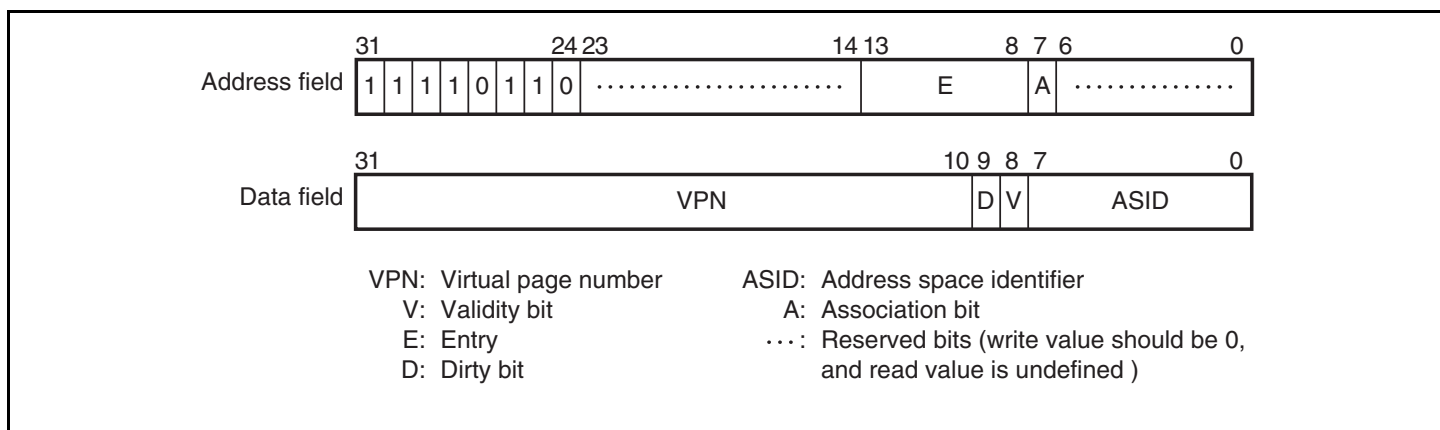 31 24 23 14 13 8 7 6 0
Address field 1 1 1 1 0 1 1 0 ........................ E A ................
31 10 9 8 7 0
Data field VPN D V ASID
VPN: Virtual page number ASID: Address space identifier
V: Validity bit A: Association bit
E: Entry ...: Reserved bits (write value should be 0,
D: Dirty bit and read value is undefined )